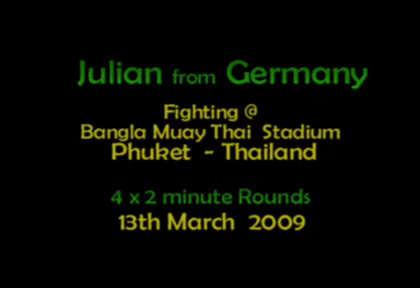 Julian from Germany
Fighting @
Bangla Muay Thai Stadium
Phuket - Thailand
4 x 2 minute Rounds
13th March 2009